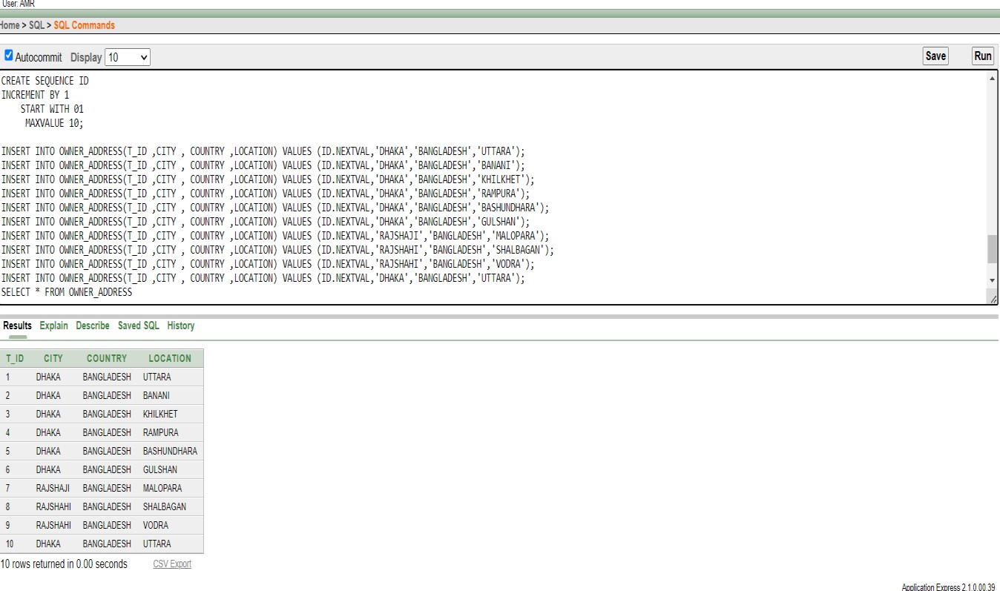 User: AMR
Home > SQL > SQL Commands
Autocommit Display 10 Save Run
CREATE SEQUENCE ID
INCREMENT BY 1
START WITH 01
MAXVALUE 10;
INSERT INTO OWNER_ADDRESS(T_ID ,CITY , COUNTRY ,LOCATION) VALUES (ID.NEXTVAL,'DHAKA','BANGLADESH','UTTARA');
INSERT INTO OWNER_ADDRESS(T_ID ,CITY , COUNTRY ,LOCATION) VALUES (ID.NEXTVAL,'DHAKA','BANGLADESH','BANANI');
INSERT INTO OWNER_ADDRESS(T_ID ,CITY , COUNTRY ,LOCATION) VALUES (ID.NEXTVAL,'DHAKA','BANGLADESH','KHILKHET');
INSERT INTO OWNER_ADDRESS(T_ID ,CITY , COUNTRY ,LOCATION) VALUES (ID.NEXTVAL,'DHAKA','BANGLADESH','RAMPURA');
INSERT INTO OWNER_ADDRESS(T_ID ,CITY , COUNTRY ,LOCATION) VALUES (ID.NEXTVAL,'DHAKA','BANGLADESH','BASHUNDHARA');
INSERT INTO OWNER_ADDRESS(T_ID ,CITY , COUNTRY ,LOCATION) VALUES (ID.NEXTVAL,'DHAKA','BANGLADESH','GULSHAN');
INSERT INTO OWNER_ADDRESS(T_ID ,CITY , COUNTRY ,LOCATION) VALUES (ID.NEXTVAL,'RAJSHAJI','BANGLADESH','MALOPARA');
INSERT INTO OWNER_ADDRESS(T_ID ,CITY , COUNTRY ,LOCATION) VALUES (ID.NEXTVAL,'RAJSHAHI','BANGLADESH','SHALBAGAN');
INSERT INTO OWNER_ADDRESS(T_ID ,CITY , COUNTRY ,LOCATION) VALUES (ID.NEXTVAL,'RAJSHAHI','BANGLADESH','VODRA');
INSERT INTO OWNER_ADDRESS(T_ID ,CITY , COUNTRY ,LOCATION) VALUES (ID.NEXTVAL,'DHAKA','BANGLADESH','UTTARA');
SELECT * FROM OWNER_ADDRESS
Results Explain Describe Saved SQL History
T_ID CITY COUNTRY LOCATION
1 DHAKA BANGLADESH UTTARA
2 DHAKA BANGLADESH BANANI
3 DHAKA BANGLADESH KHILKHET
4 DHAKA BANGLADESH RAMPURA
5 DHAKA BANGLADESH BASHUNDHARA
6 DHAKA BANGLADESH GULSHAN
7 RAJSHAJI BANGLADESH MALOPARA
8 RAJSHAHI BANGLADESH SHALBAGAN
9 RAJSHAHI BANGLADESH VODRA
10 DHAKA BANGLADESH UTTARA
10 rows returned in 0.00 seconds CSV Export
Application Express 2.1.0.00.39